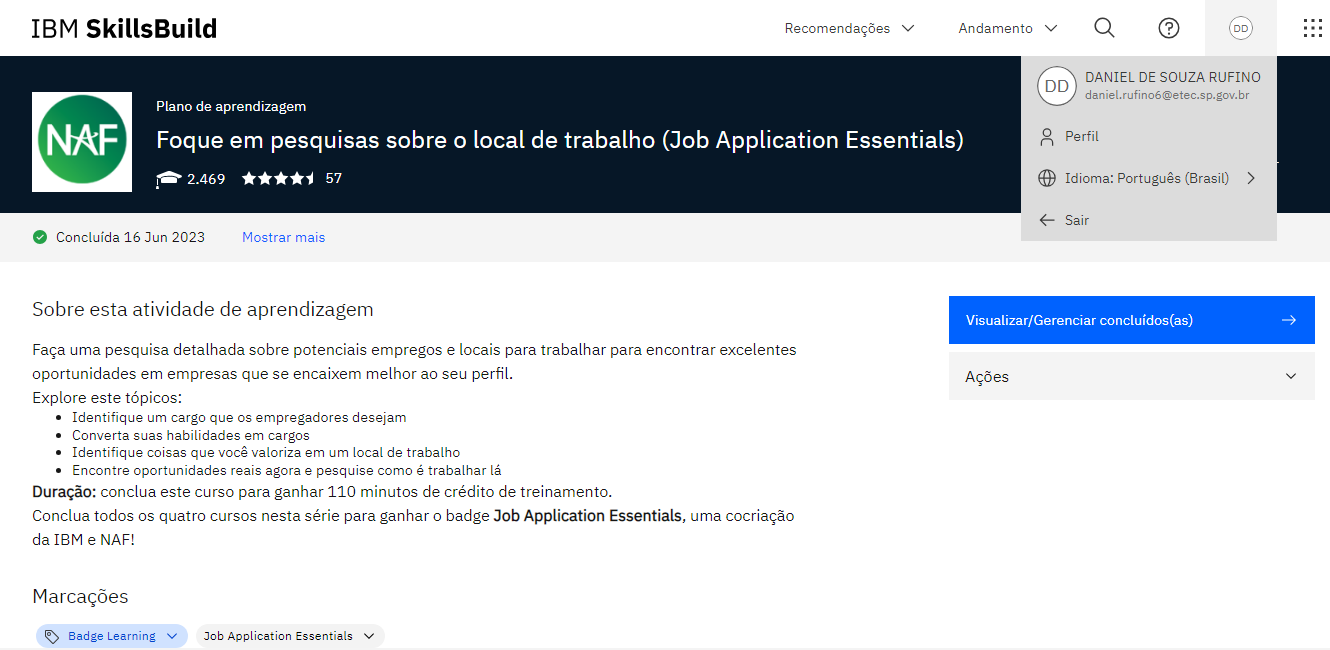 IBM SkillsBuild
Recomendações
Andamento
DD
DD
DANIEL DE SOUZA RUFINO
daniel.rufino6@etec.sp.gov.br
Perfil
Idioma: Português (Brasil)
Sair
NAF
Plano de aprendizagem
Foque em pesquisas sobre o local de trabalho (Job Application Essentials)
2.469
57
Concluída 16 Jun 2023
Mostrar mais
Sobre esta atividade de aprendizagem
Faça uma pesquisa detalhada sobre potenciais empregos e locais para trabalhar para encontrar excelentes
oportunidades em empresas que se encaixem melhor ao seu perfil.
Explore este tópicos:
• Identifique um cargo que os empregadores desejam
• Converta suas habilidades em cargos
• Identifique coisas que você valoriza em um local de trabalho
• Encontre oportunidades reais agora e pesquise como é trabalhar lá
Duração: conclua este curso para ganhar 110 minutos de crédito de treinamento.
Conclua todos os quatro cursos nesta série para ganhar o badge Job Application Essentials, uma cocriação
da IBM e NAF!
Visualizar/Gerenciar concluídos(as)
Ações
Marcações
Badge Learning
Job Application Essentials